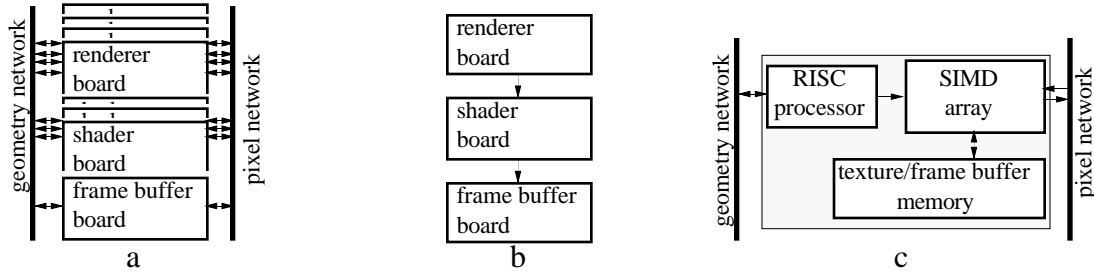 geometry network
renderer
board
shader
board
frame buffer
board
pixel network
a
renderer
board
shader
board
frame buffer
board
b
geometry network
RISC
processor
SIMD
array
texture/frame buffer
memory
pixel network
c